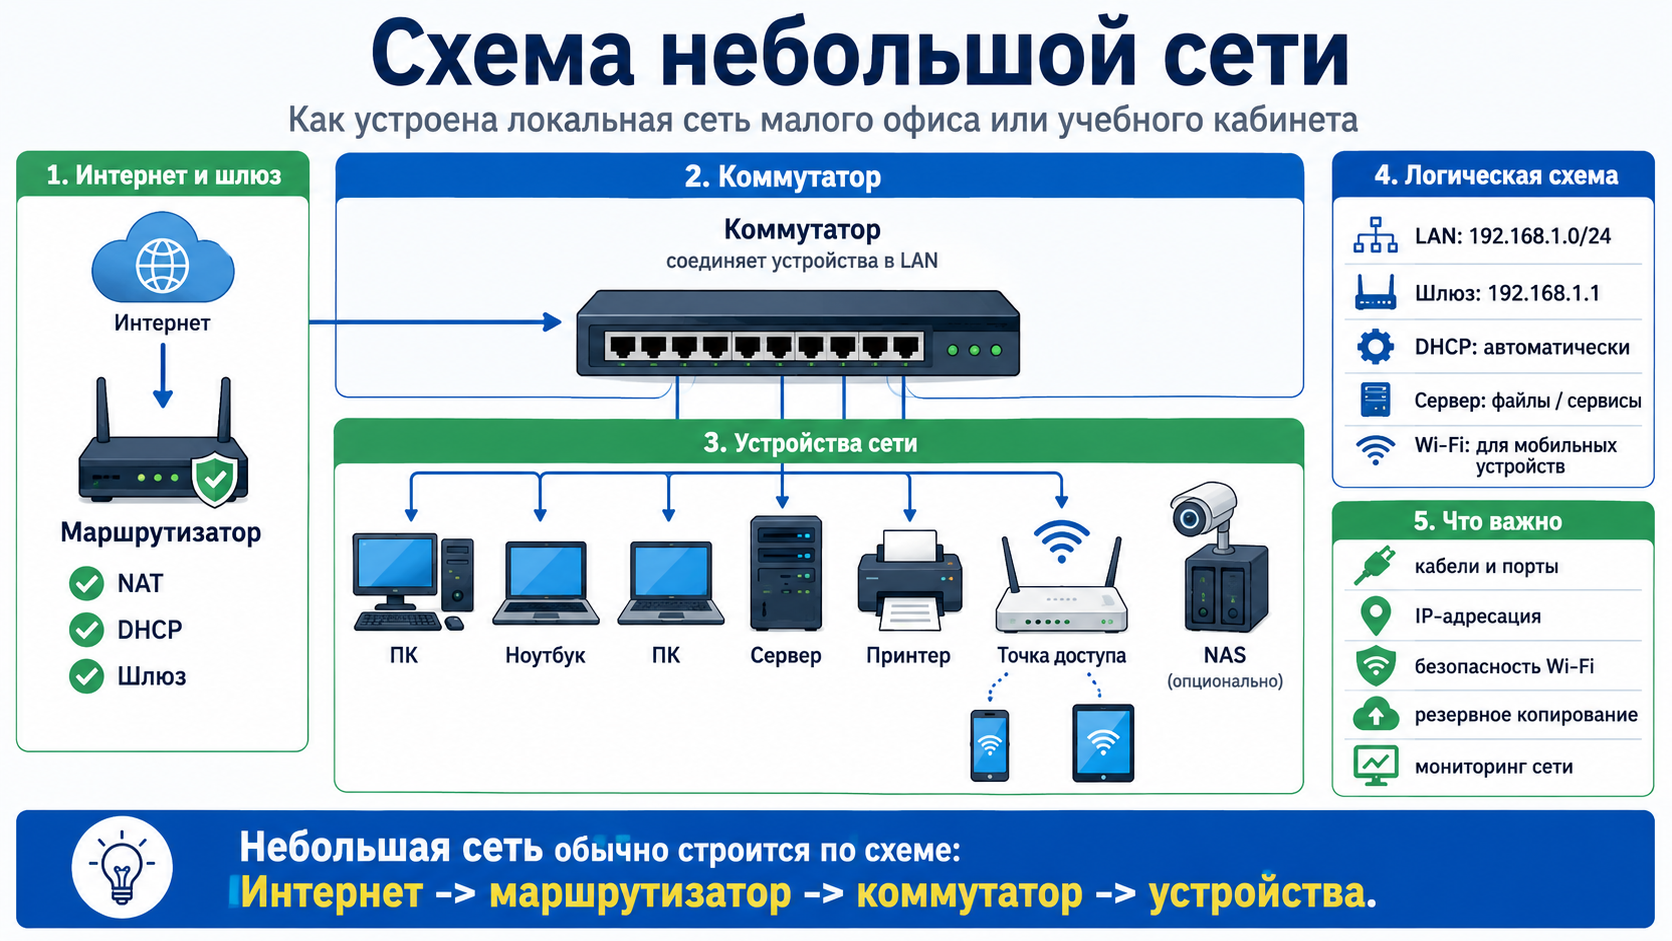 Схема небольшой сети
Как устроена локальная сеть малого офиса или учебного кабинета
1. Интернет и шлюз
Интернет
Маршрутизатор
NAT
DHCP
Шлюз
2. Коммутатор
Коммутатор
соединяет устройства в LAN
3. Устройства сети
ПК
Ноутбук
ПК
Сервер
Принтер
Точка доступа
NAS
(опционально)
4. Логическая схема
LAN: 192.168.1.0/24
Шлюз: 192.168.1.1
DHCP: автоматически
Сервер: файлы / сервисы
Wi-Fi: для мобильных
устройств
5. Что важно
кабели и порты
IP-адресация
безопасность Wi-Fi
резервное копирование
мониторинг сети
Небольшая сеть обычно строится по схеме:
Интернет -> маршрутизатор -> коммутатор -> устройства.